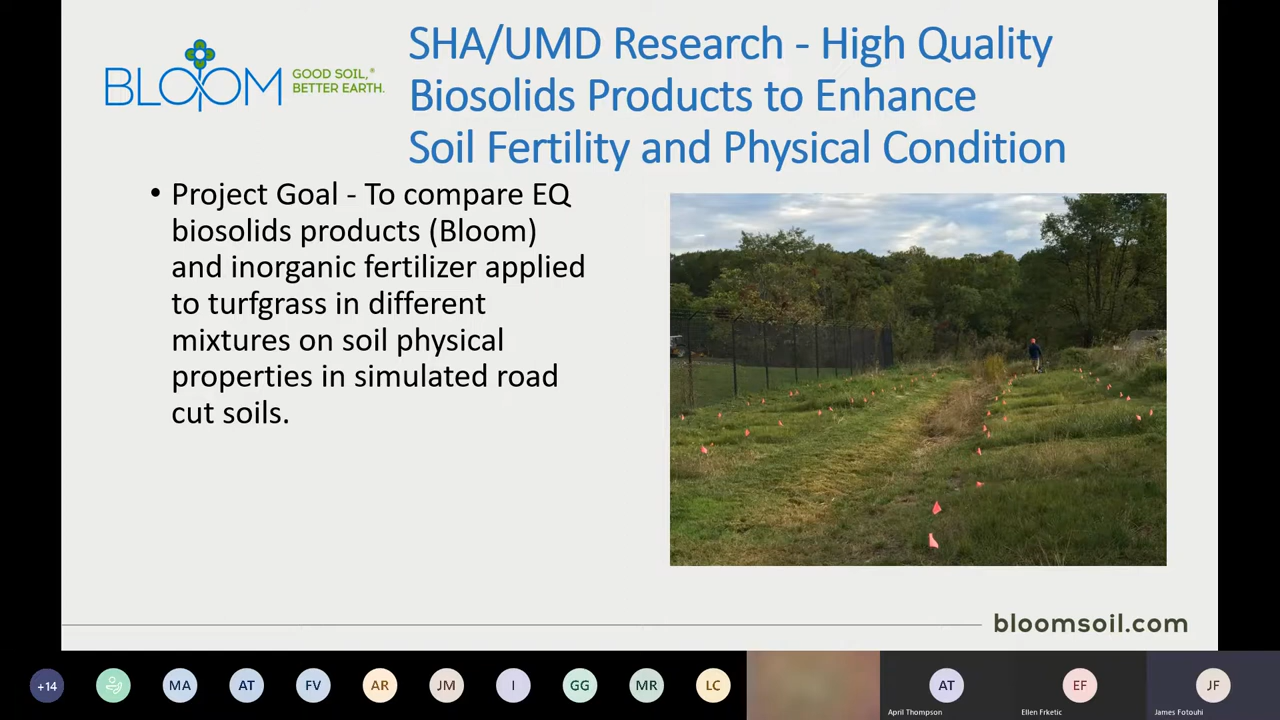 BLOOM
GOOD SOIL,®
BETTER EARTH.
SHA/UMD Research - High Quality
Biosolids Products to Enhance
Soil Fertility and Physical Condition
• Project Goal - To compare EQ
biosolids products (Bloom)
and inorganic fertilizer applied
to turfgrass in different
mixtures on soil physical
properties in simulated road
cut soils.
bloomsoil.com
+14
MA
AT
FV
AR
JM
I
GG
MR
LC
AT
EF
JF
April Thompson
Ellen Frketic
James Fotouhi